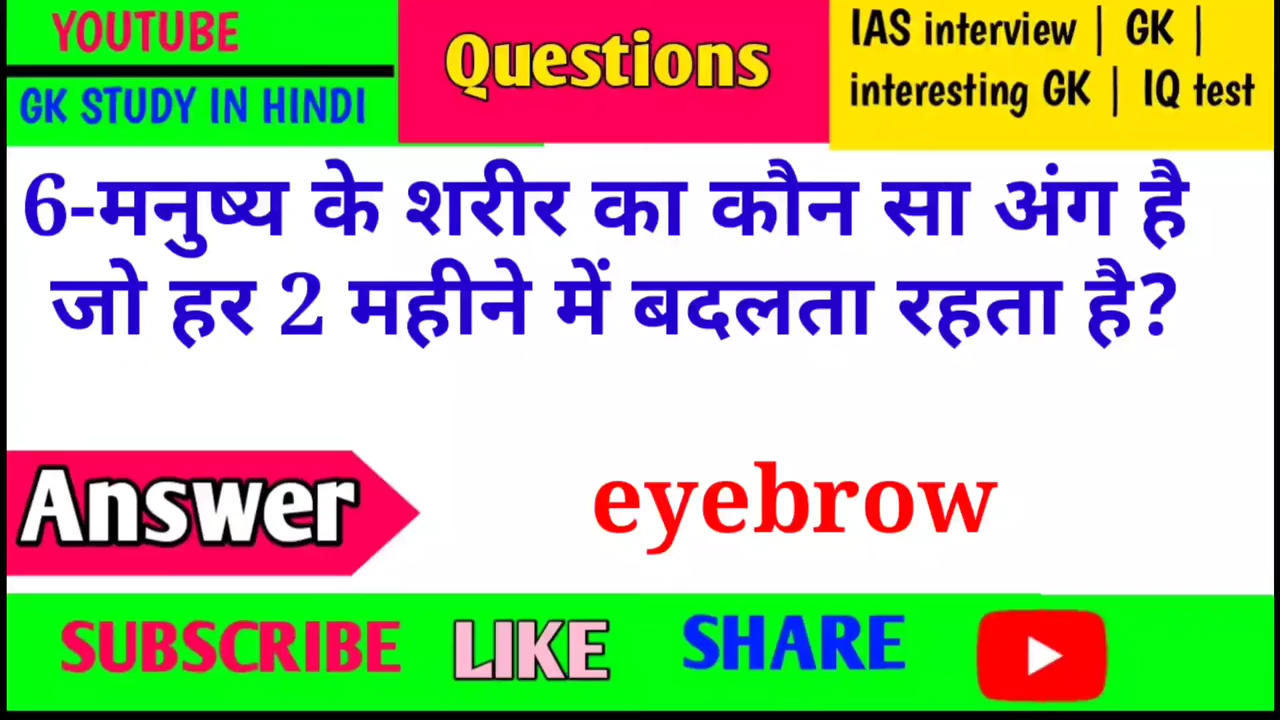 YOUTUBE
GK STUDY IN HINDI
Questions
IAS interview | GK |
interesting GK | IQ test
6-मनुष्य के शरीर का कौन सा अंग है
जो हर 2 महीने में बदलता रहता है?
Answer
eyebrow
SUBSCRIBE LIKE SHARE